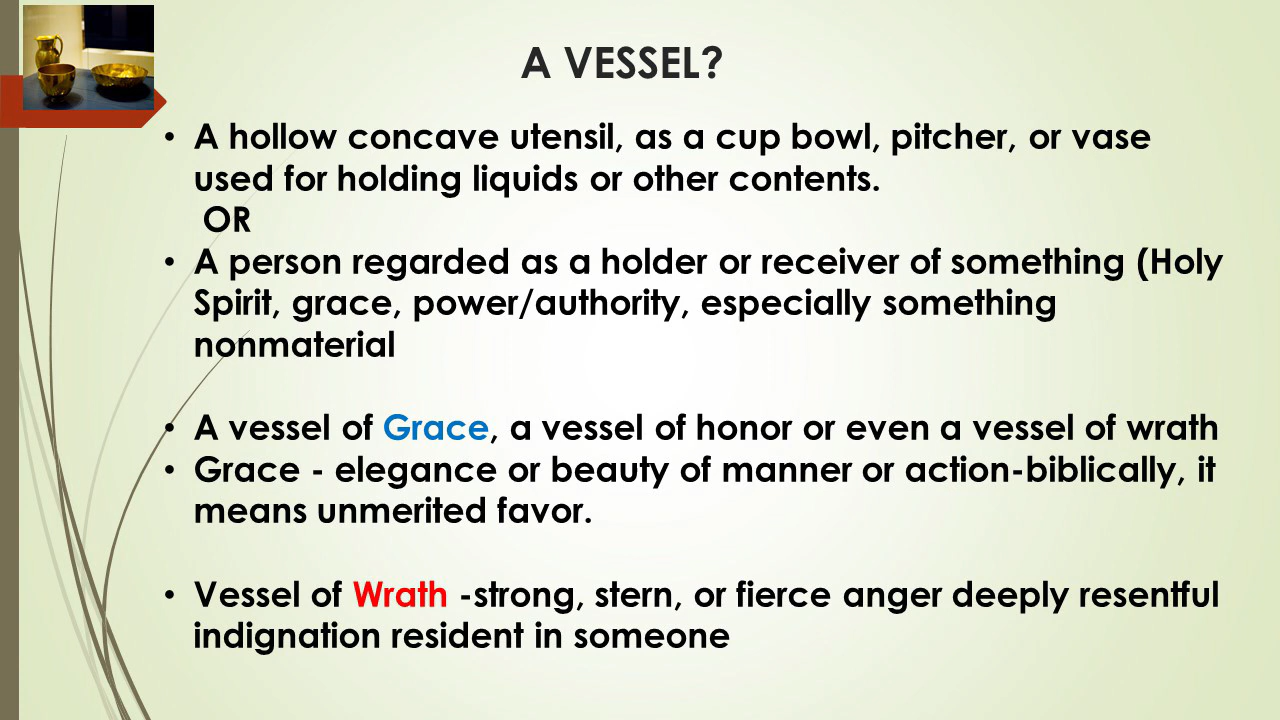 A VESSEL?
• A hollow concave utensil, as a cup bowl, pitcher, or vase
used for holding liquids or other contents.
OR
• A person regarded as a holder or receiver of something (Holy
Spirit, grace, power/authority, especially something
nonmaterial
• A vessel of Grace, a vessel of honor or even a vessel of wrath
• Grace - elegance or beauty of manner or action-biblically, it
means unmerited favor.
• Vessel of Wrath -strong, stern, or fierce anger deeply resentful
indignation resident in someone